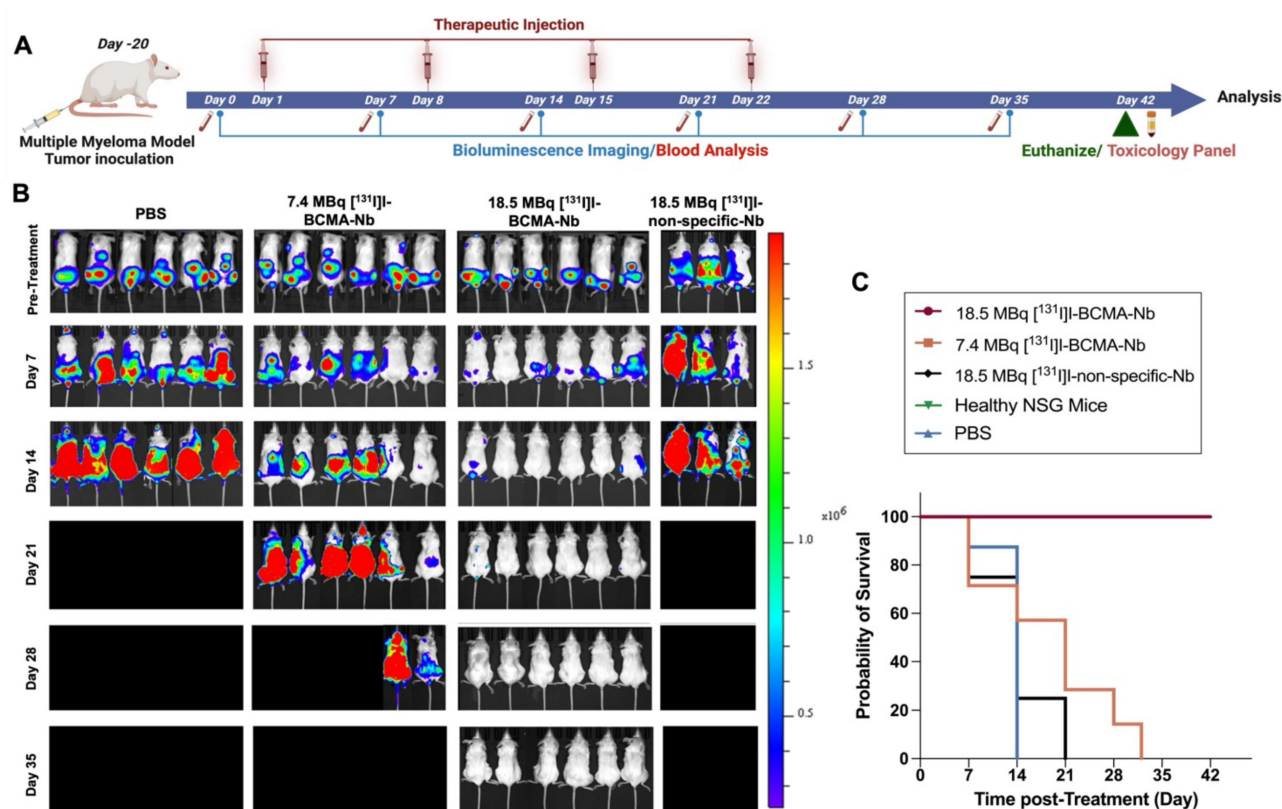 A
Day -20
Multiple Myeloma Model
Tumor inoculation
Therapeutic Injection
Day 0 Day 1 Day 7 Day 8 Day 14 Day 15 Day 21 Day 22 Day 28 Day 35 Day 42
Analysis
Bioluminescence Imaging/Blood Analysis
Euthanize/ Toxicology Panel
B
PBS
7.4 MBq [¹³¹I]I-
BCMA-Nb
18.5 MBq [¹³¹I]I-
BCMA-Nb
18.5 MBq [¹³¹I]I-
non-specific-Nb
Pre-Treatment
Day 7
Day 14
Day 21
Day 28
Day 35
1.5
x10⁶
1.0
0.5
C
18.5 MBq [¹³¹I]I-BCMA-Nb
7.4 MBq [¹³¹I]I-BCMA-Nb
18.5 MBq [¹³¹I]I-non-specific-Nb
Healthy NSG Mice
PBS
Probability of Survival
100
80
60
40
20
0
0 7 14 21 28 35 42
Time post-Treatment (Day)